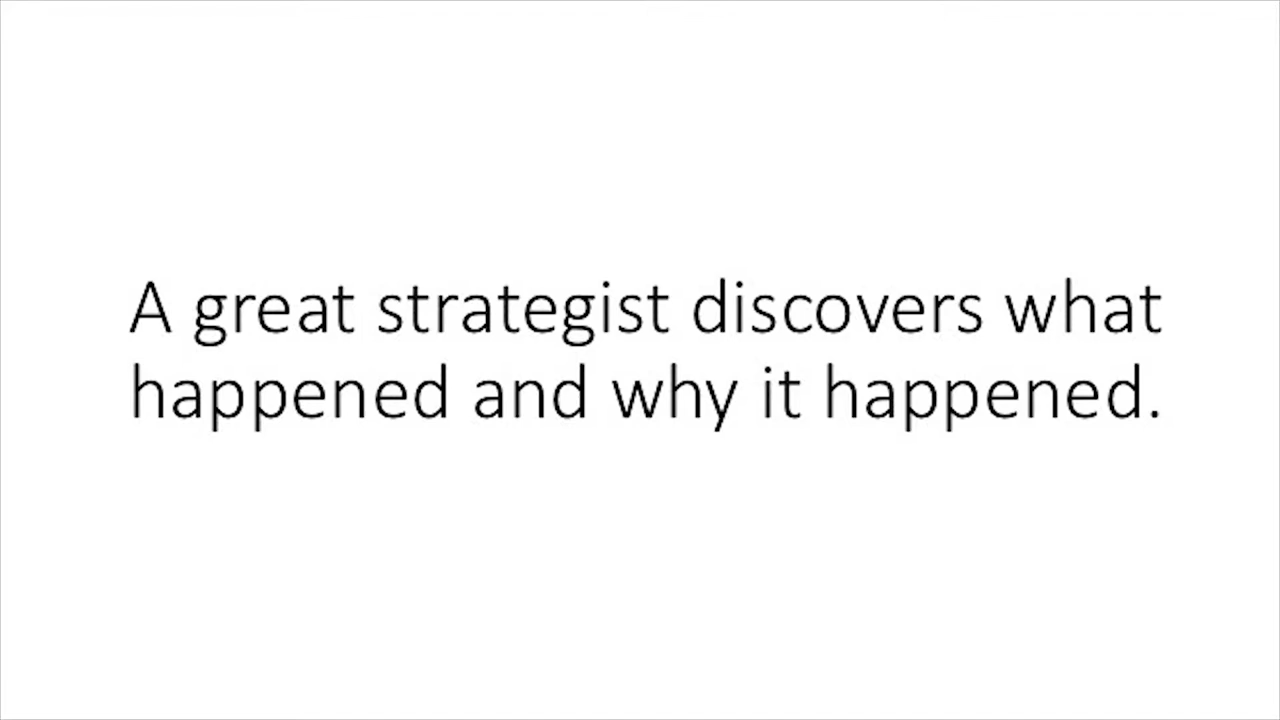 A great strategist discovers what
happened and why it happened.